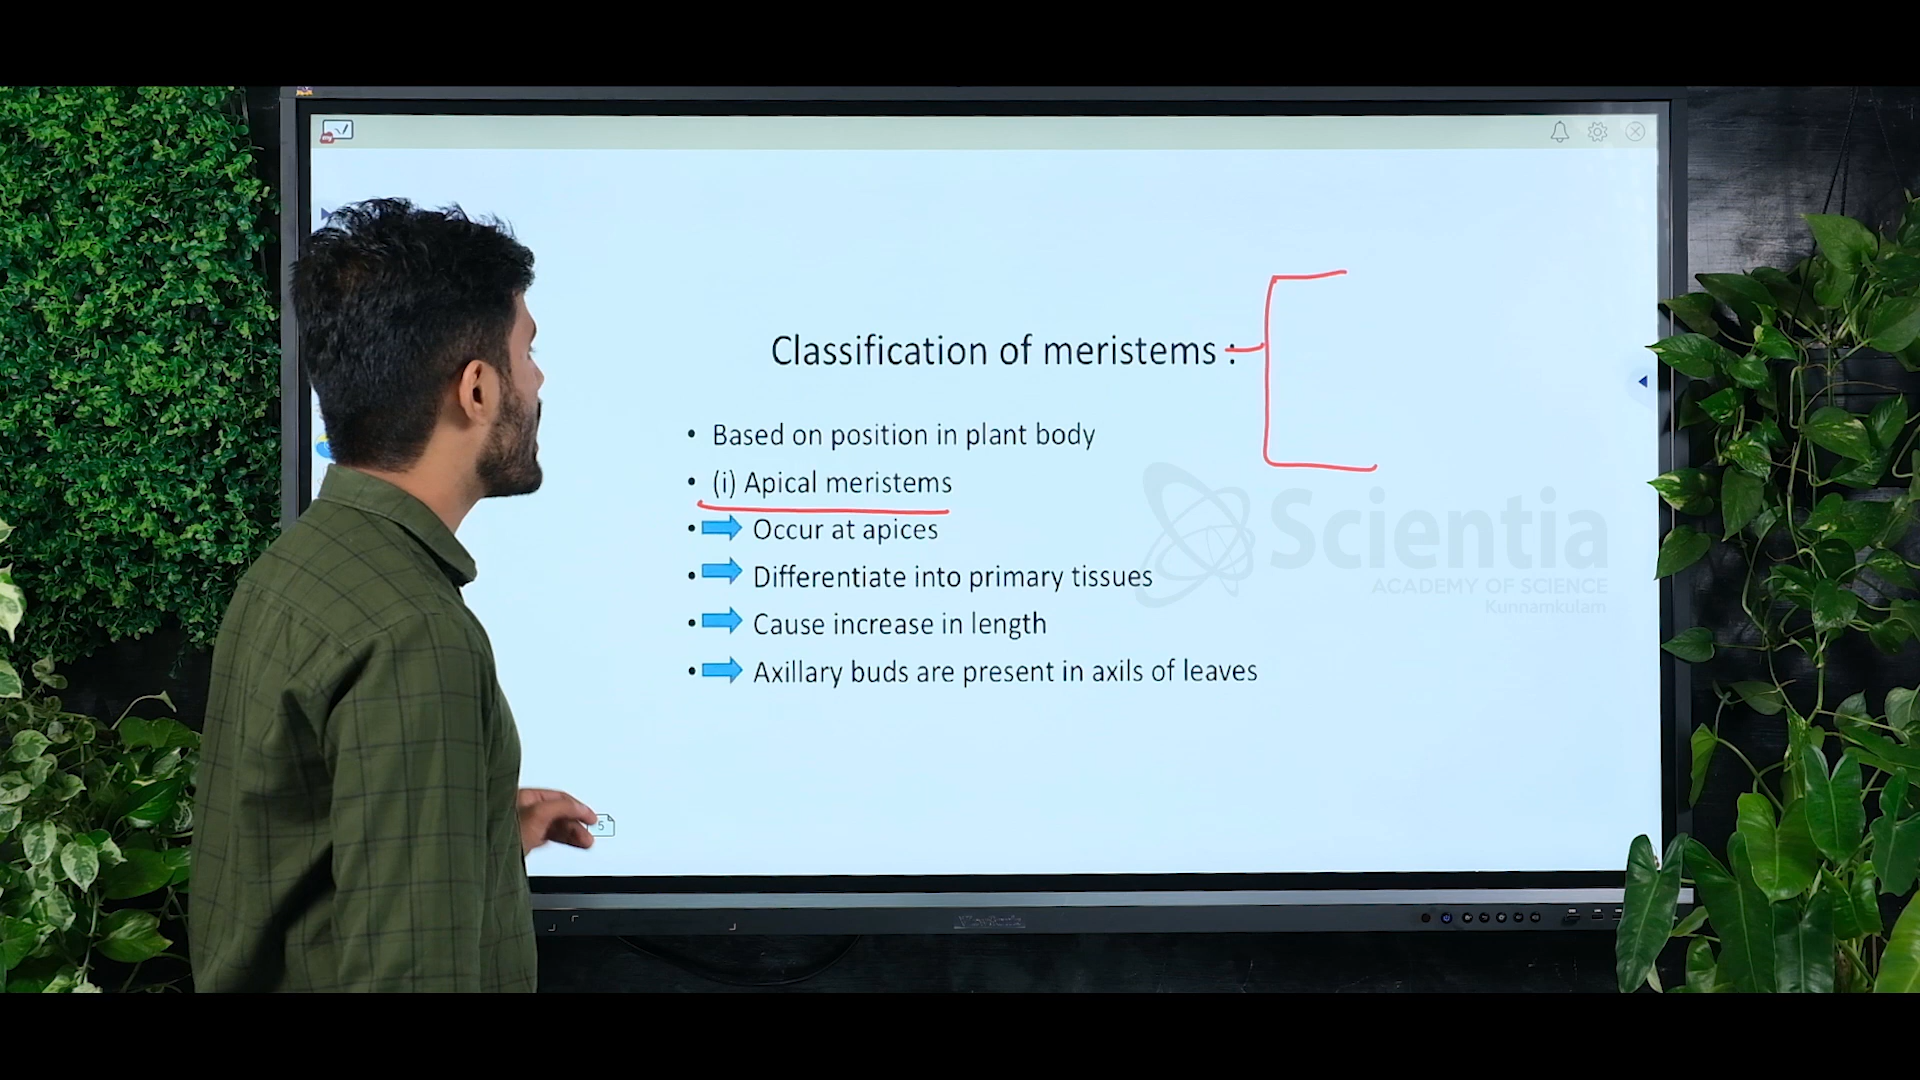 Classification of meristems :
• Based on position in plant body
• (i) Apical meristems
• Occur at apices
• Differentiate into primary tissues
• Cause increase in length
• Axillary buds are present in axils of leaves
Scientia
ACADEMY OF SCIENCE
Kunnamkulam
5